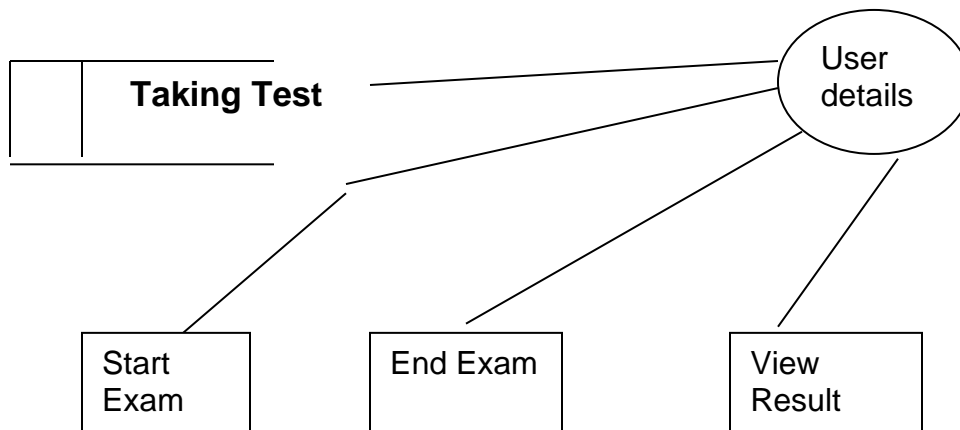 User
details
Taking Test
Start
Exam
End Exam
View
Result